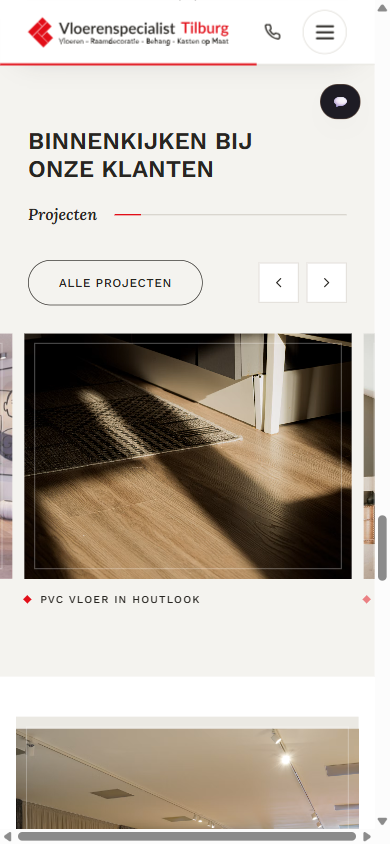 Vloerenspecialist Tilburg
Vloeren - Raamdecoratie - Behang - Kasten op Maat
BINNENKIJKEN BIJ
ONZE KLANTEN
Projecten
ALLE PROJECTEN
PVC VLOER IN HOUTLOOK